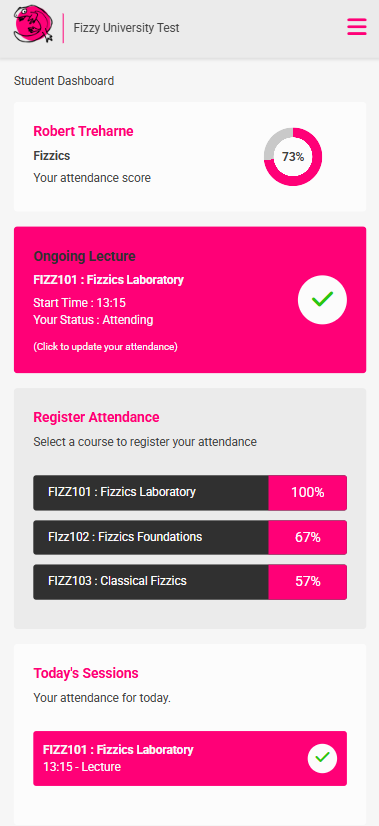 Fizzy University Test
Student Dashboard
Robert Treharne
Fizzics
Your attendance score
73%
Ongoing Lecture
FIZZ101 : Fizzics Laboratory
Start Time : 13:15
Your Status : Attending
(Click to update your attendance)
Register Attendance
Select a course to register your attendance
FIZZ101 : Fizzics Laboratory 100%
FIzz102 : Fizzics Foundations 67%
FIZZ103 : Classical Fizzics 57%
Today's Sessions
Your attendance for today.
FIZZ101 : Fizzics Laboratory
13:15 - Lecture